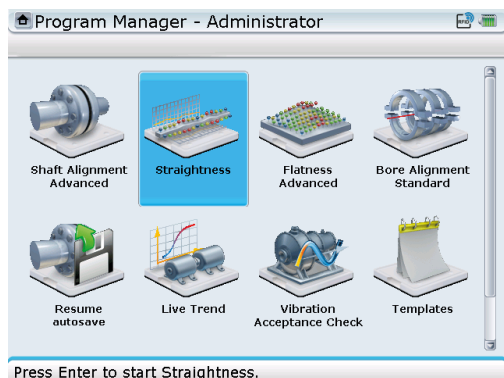 Program Manager - Administrator
RFID
Shaft Alignment
Advanced
Straightness
Flatness
Advanced
Bore Alignment
Standard
Resume
autosave
Live Trend
Vibration
Acceptance Check
Templates
Press Enter to start Straightness.